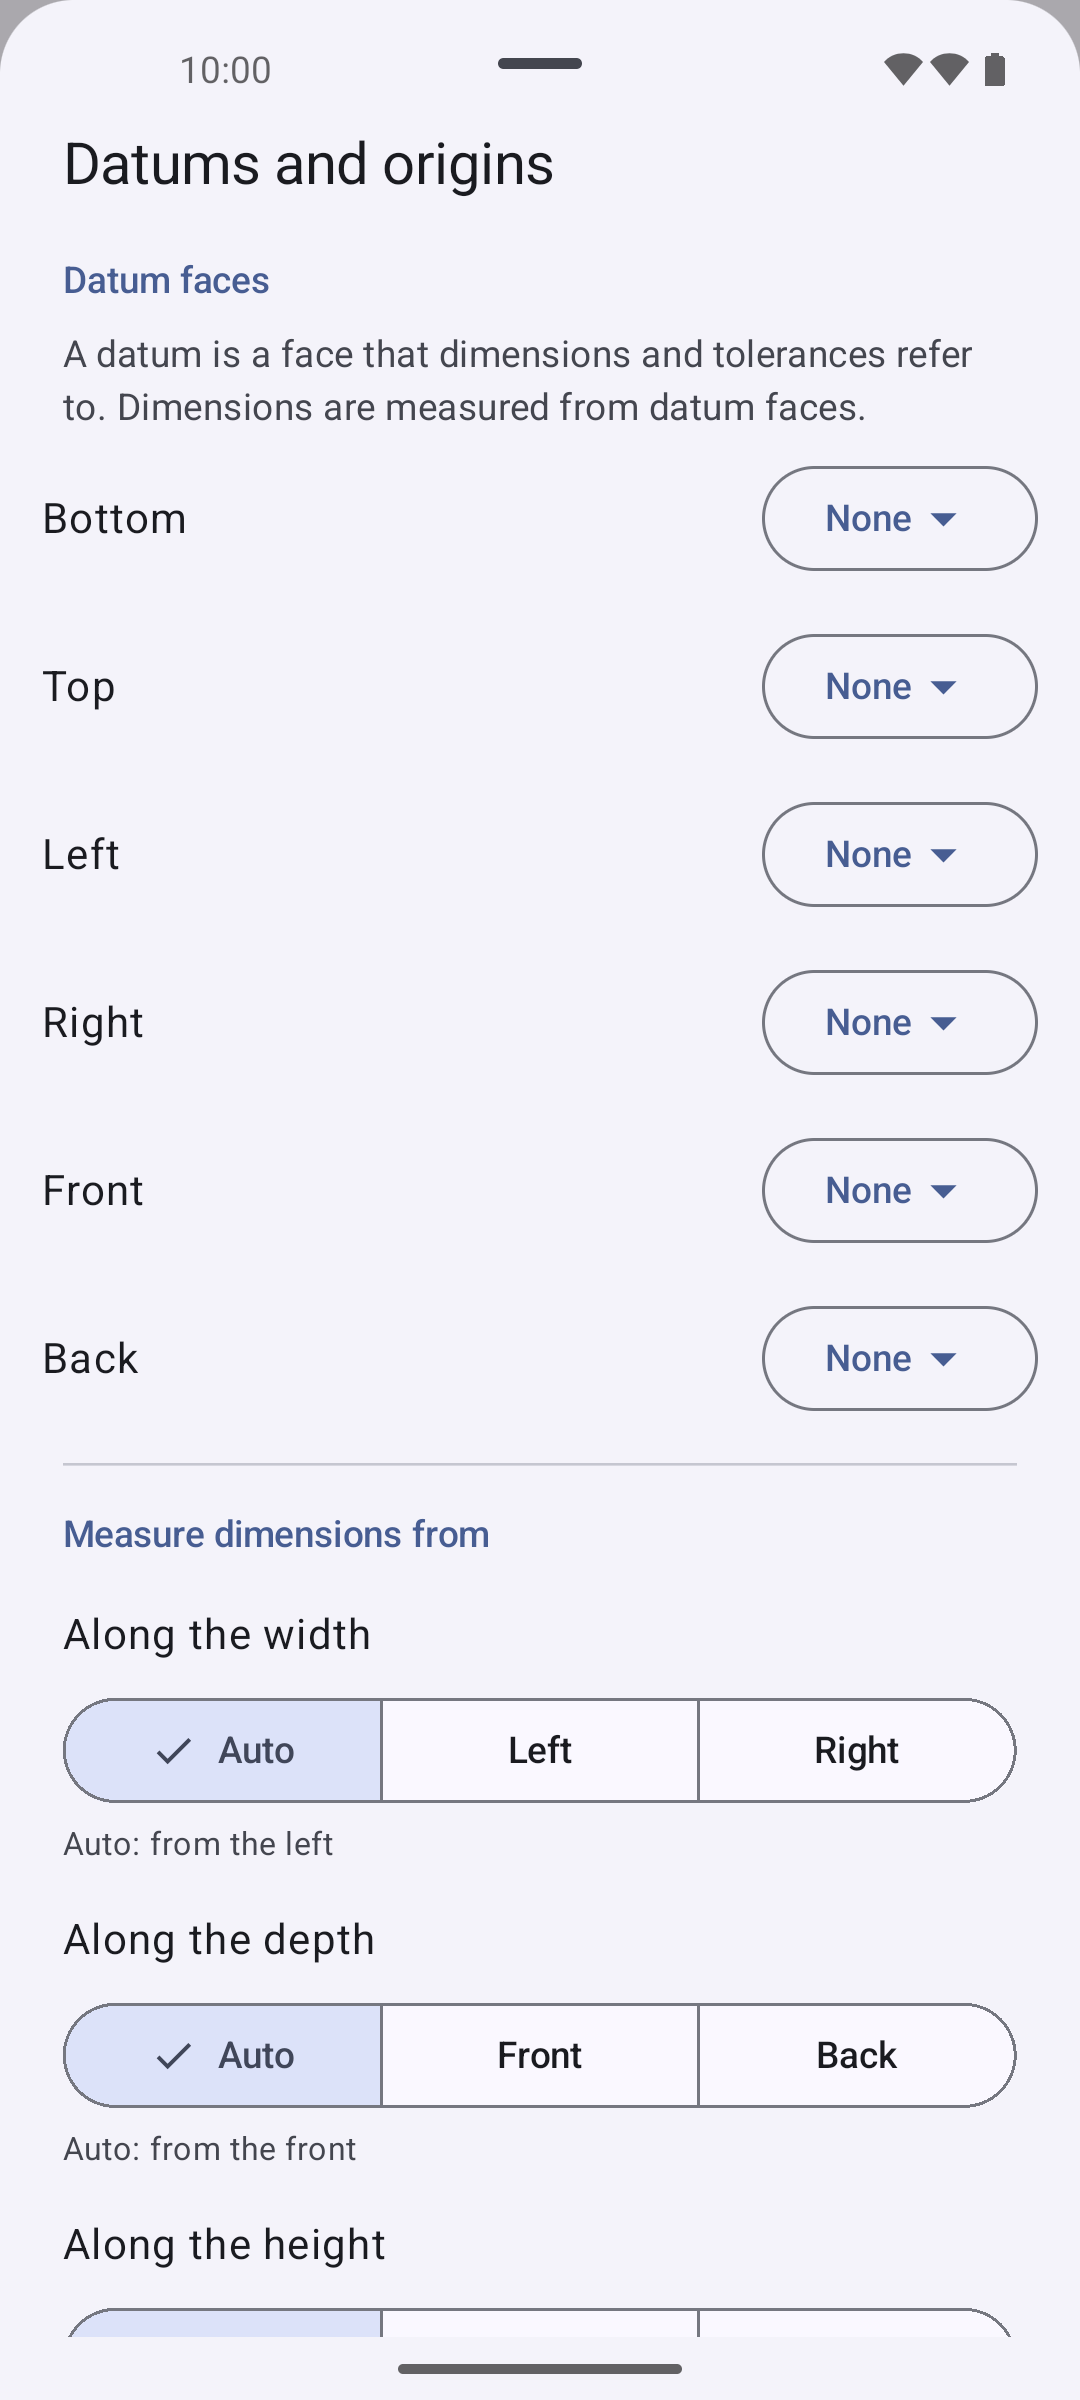 10:00
Datums and origins
Datum faces
A datum is a face that dimensions and tolerances refer
to. Dimensions are measured from datum faces.
Bottom None
Top None
Left None
Right None
Front None
Back None
Measure dimensions from
Along the width
Auto Left Right
Auto: from the left
Along the depth
Auto Front Back
Auto: from the front
Along the height